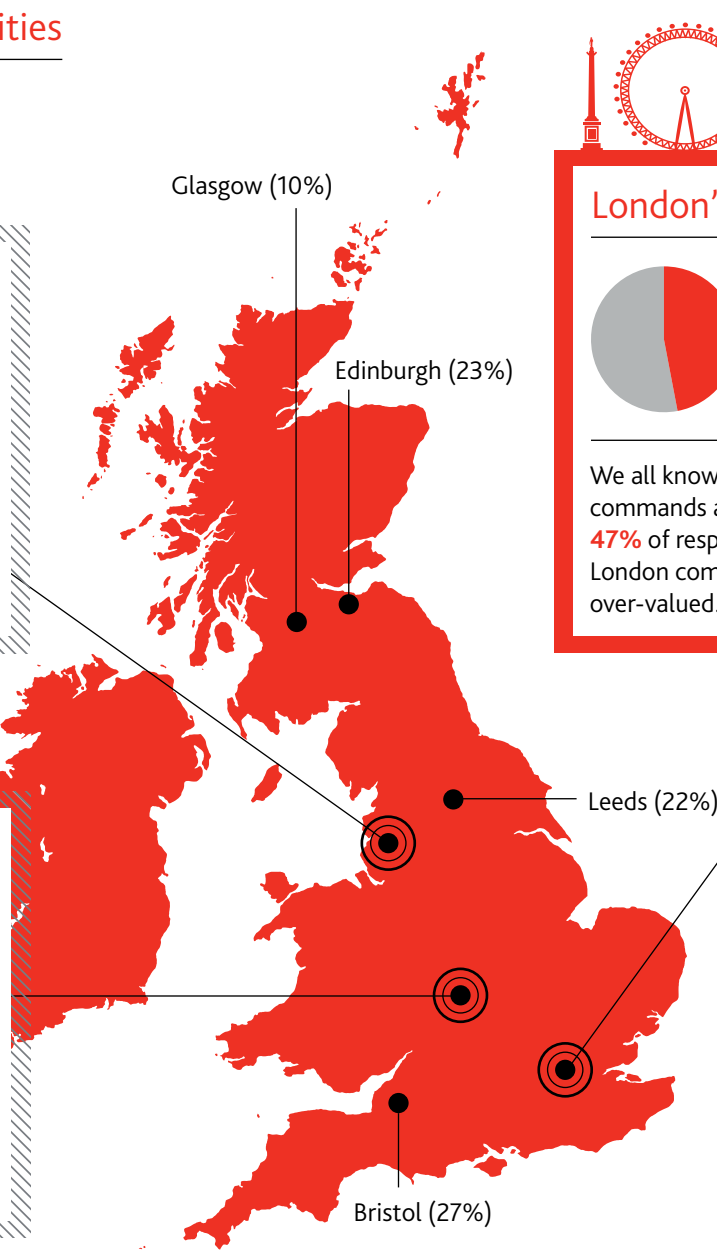 ities
Glasgow (10%)
Edinburgh (23%)
London'
We all know
commands a
47% of resp
London com
over-valued.
Leeds (22%)
Bristol (27%)